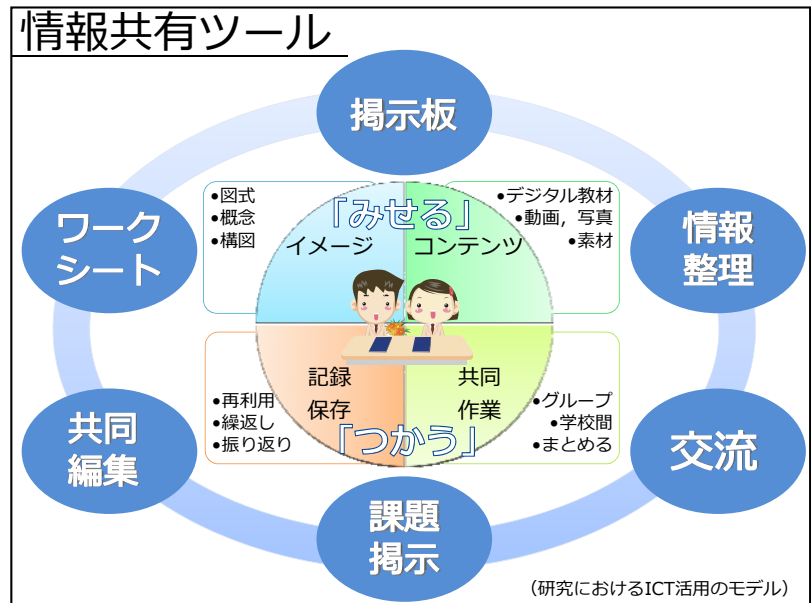 情報共有ツール
掲示板
ワーク
シート
情報
整理
•図式
•概念
•構図
「みせる」
イメージ
コンテンツ
•デジタル教材
•動画，写真
•素材
記録
保存
共同
作業
「つかう」
•再利用
•繰返し
•振り返り
•グループ
•学校間
•まとめる
共同
編集
交流
課題
掲示
（研究におけるICT活用のモデル）